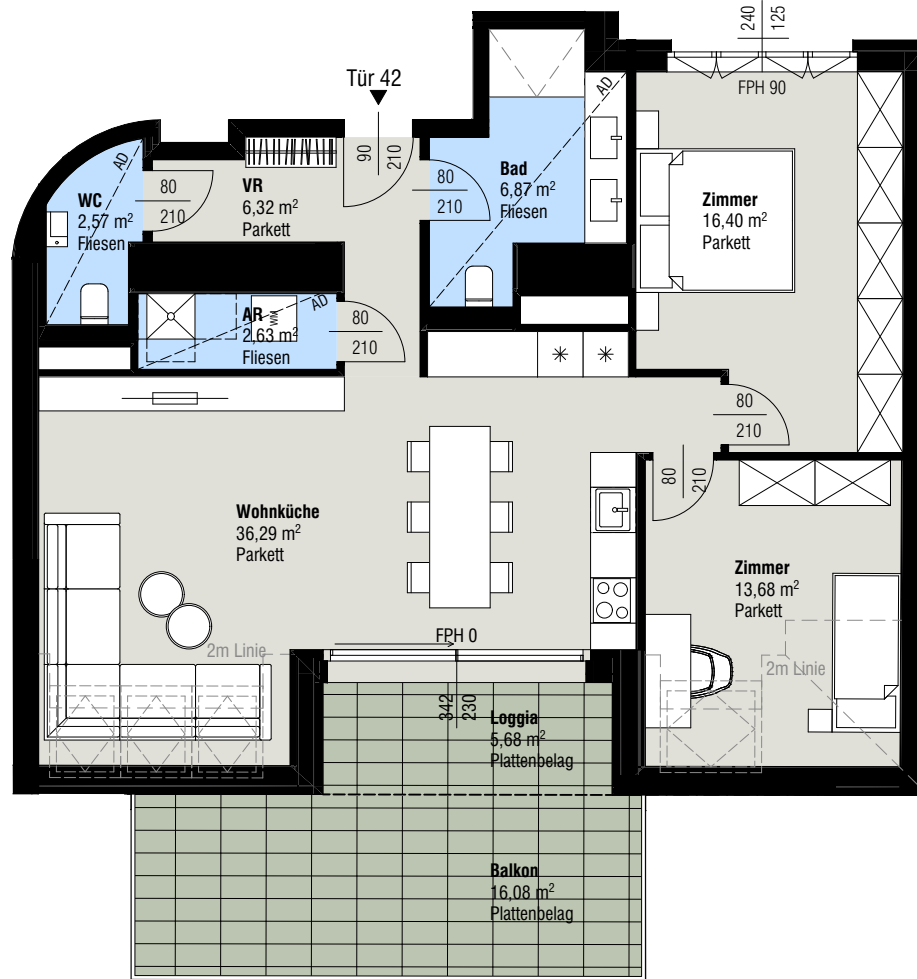 240
125
FPH 90
Tür 42
90
210
AD
WC
2,57 m²
Fliesen
80
210
VR
6,32 m²
Parkett
80
210
Bad
6,87 m²
Fliesen
AD
Zimmer
16,40 m²
Parkett
AR
2,63 m²
Fliesen
WM
AD
80
210
80
210
80
210
Wohnküche
36,29 m²
Parkett
Zimmer
13,68 m²
Parkett
FPH 0
2m Linie
2m Linie
342
230
Loggia
5,68 m²
Plattenbelag
Balkon
16,08 m²
Plattenbelag